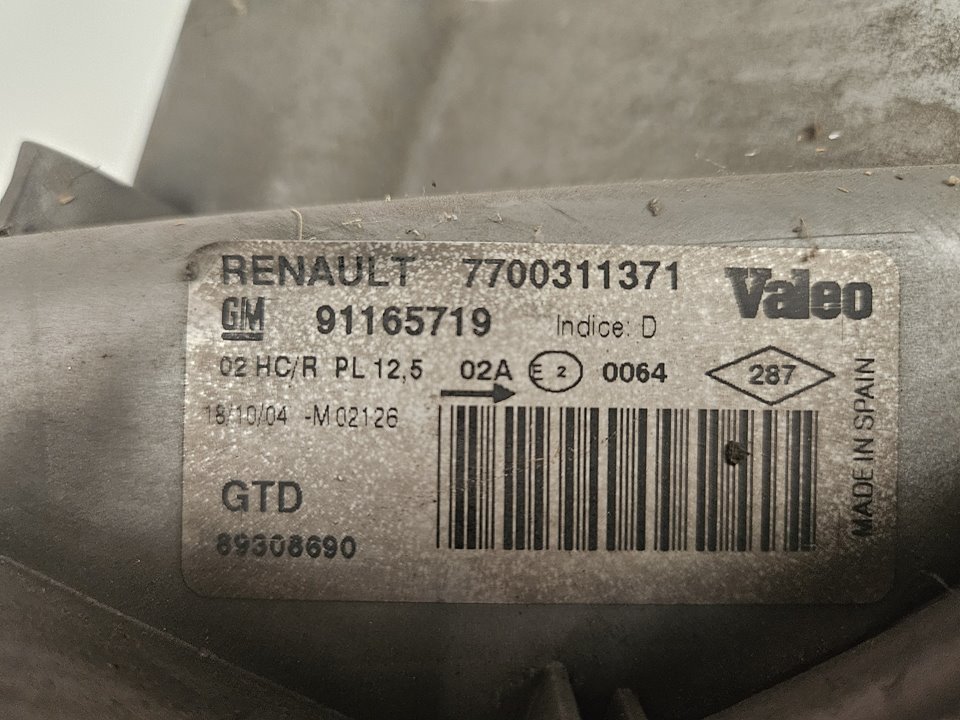 RENAULT 7700311371 Valeo
GM 91165719 Indice: D
02 HC/R PL 12,5 02A E 2 0064 287
18/10/04 -M 02126
GTD
89308690
MADE IN SPAIN